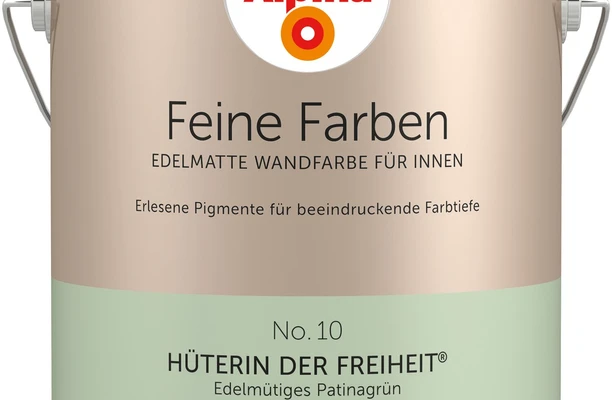 Alpina
Feine Farben
EDELMATTE WANDFARBE FÜR INNEN
Erlesene Pigmente für beeindruckende Farbtiefe
No. 10
HÜTERIN DER FREIHEIT®
Edelmütiges Patinagrün